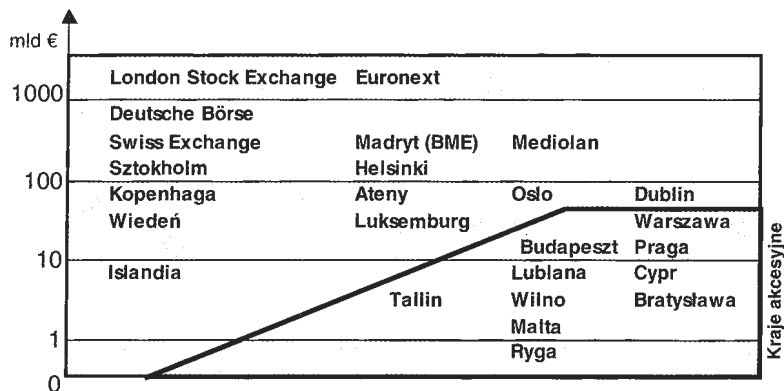 mld €
London Stock Exchange Euronext
1000
Deutsche Börse
Swiss Exchange Madryt (BME) Mediolan
Sztokholm Helsinki
100
Kopenhaga Ateny Oslo Dublin
Wiedeń Luksemburg Warszawa
Budapeszt Praga
10
Islandia Lublana Cypr
Tallin Wilno Bratysława
Malta
1
Ryga
0
Kraje akcesyjne